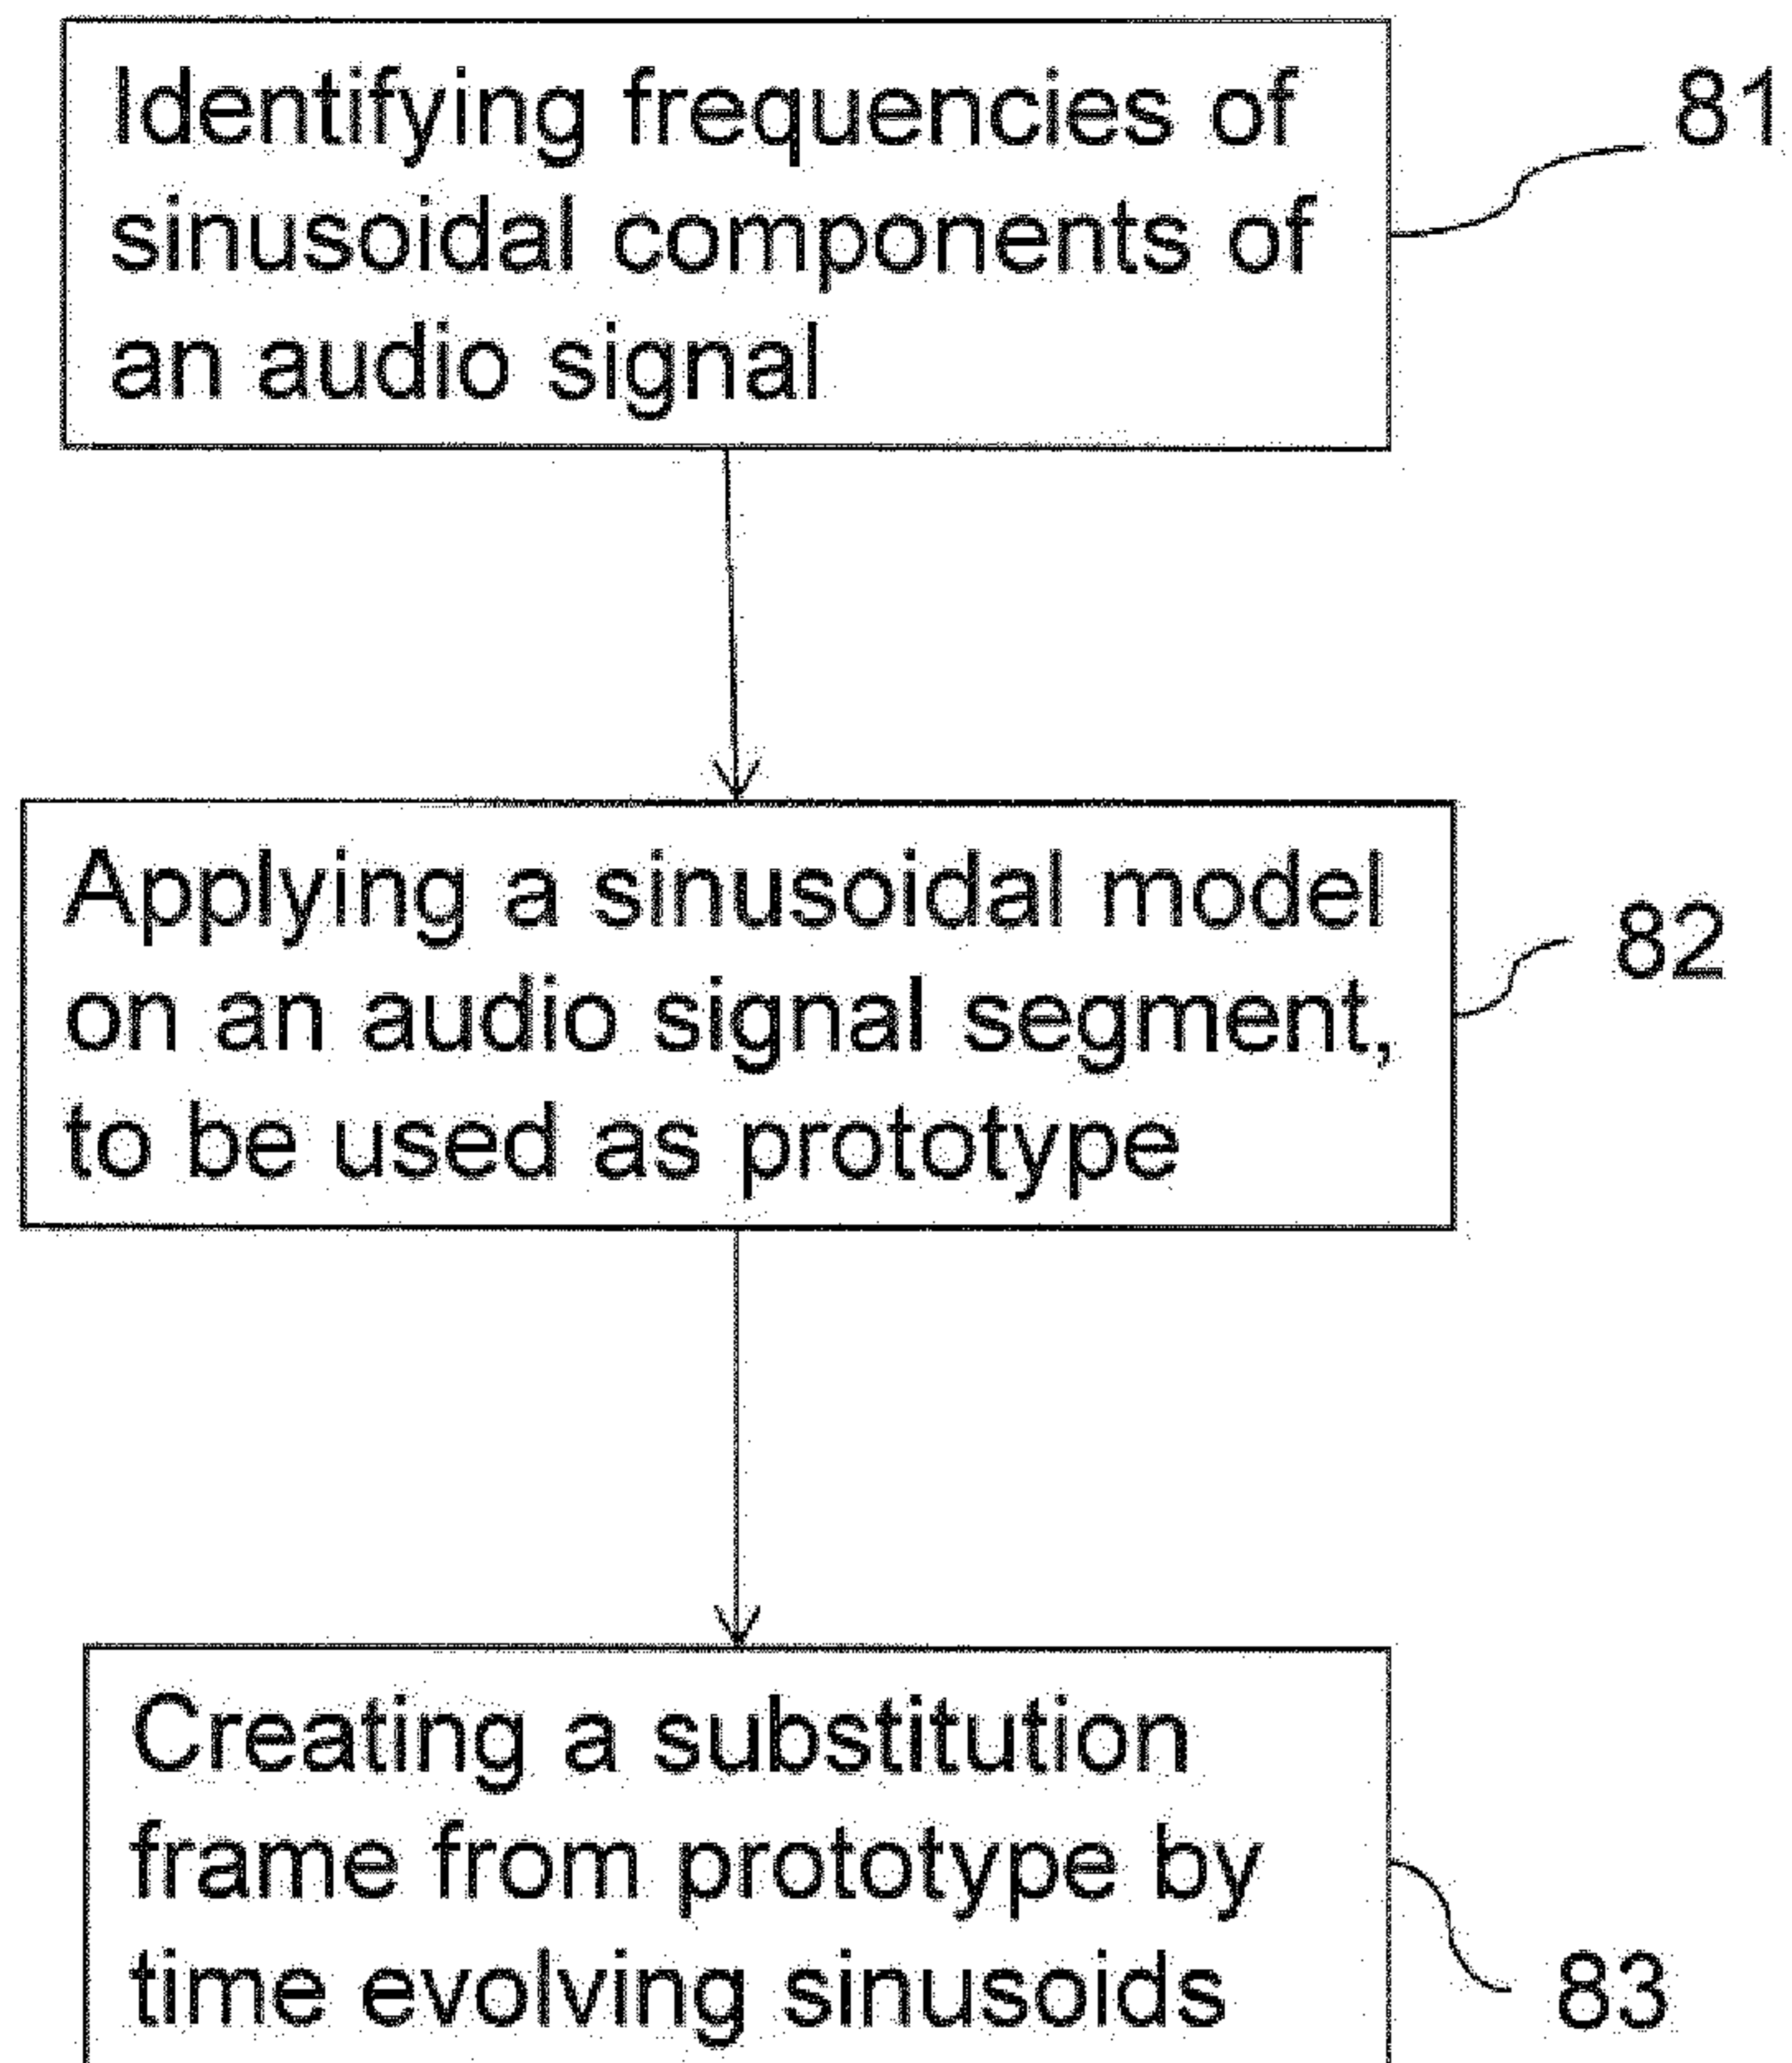 Identifying frequencies of
sinusoidal components of
an audio signal
81
Applying a sinusoidal model
on an audio signal segment,
to be used as prototype
82
Creating a substitution
frame from prototype by
time evolving sinusoids
83